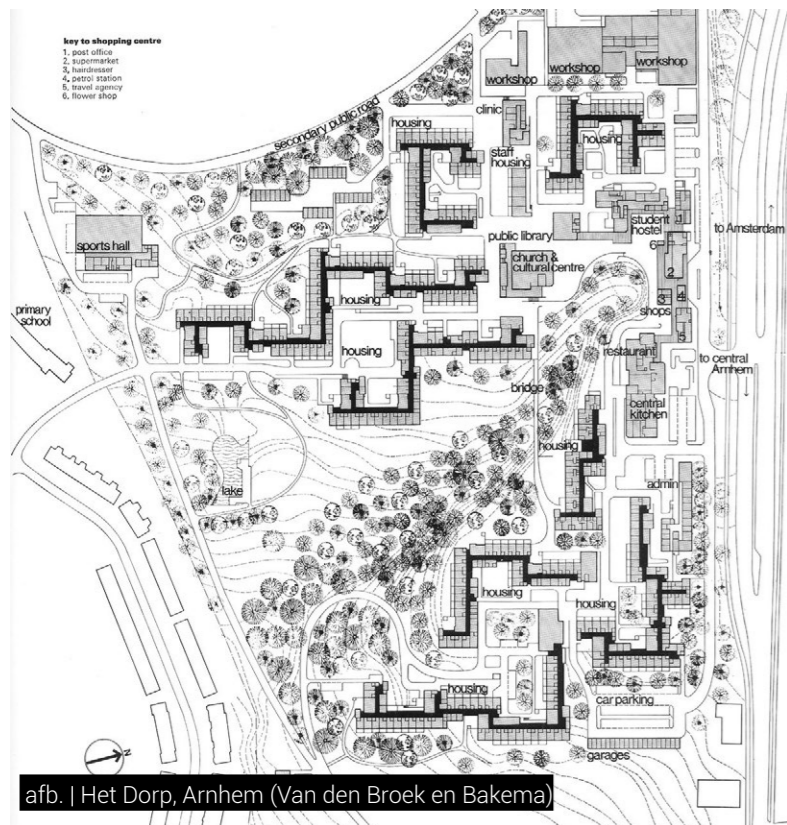 key to shopping centre
1, post office
2, supermarket
3, hairdresser
4, petrol station
5, travel agency
6, flower shop
workshop
workshop
workshop
secondary public road
housing
clinic
housing
staff
housing
student
hostel
1
to Amsterdam
public library
6
sports hall
church &
cultural centre
2
housing
3
4
shops
5
primary
school
housing
restaurant
to central
Arnhem
bridge
central
kitchen
housing
lake
admin
housing
housing
housing
car parking
N
garages
afb. | Het Dorp, Arnhem (Van den Broek en Bakema)